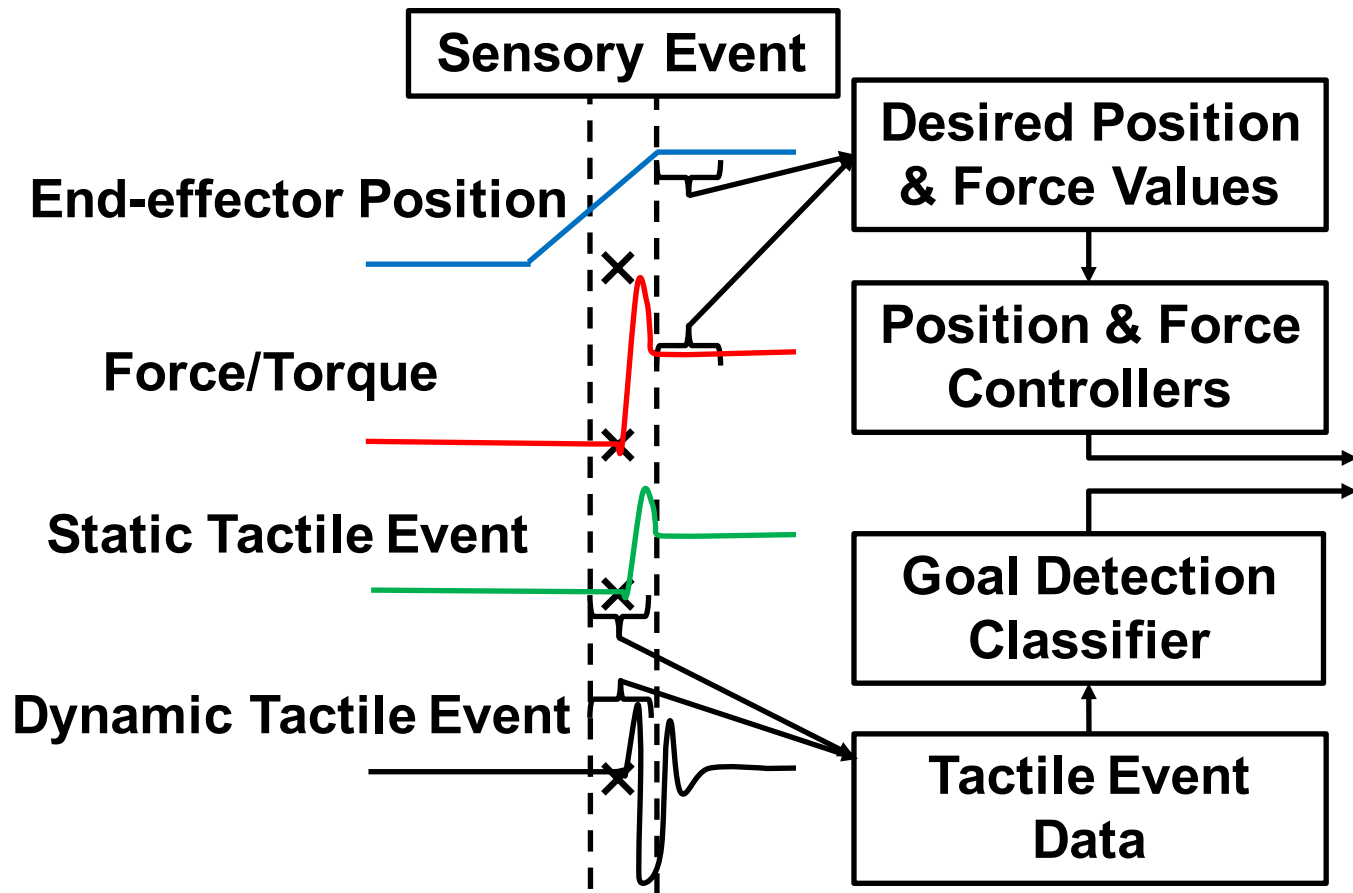 Sensory Event
End-effector Position
Force/Torque
Static Tactile Event
Dynamic Tactile Event
Desired Position
& Force Values
Position & Force
Controllers
Goal Detection
Classifier
Tactile Event
Data